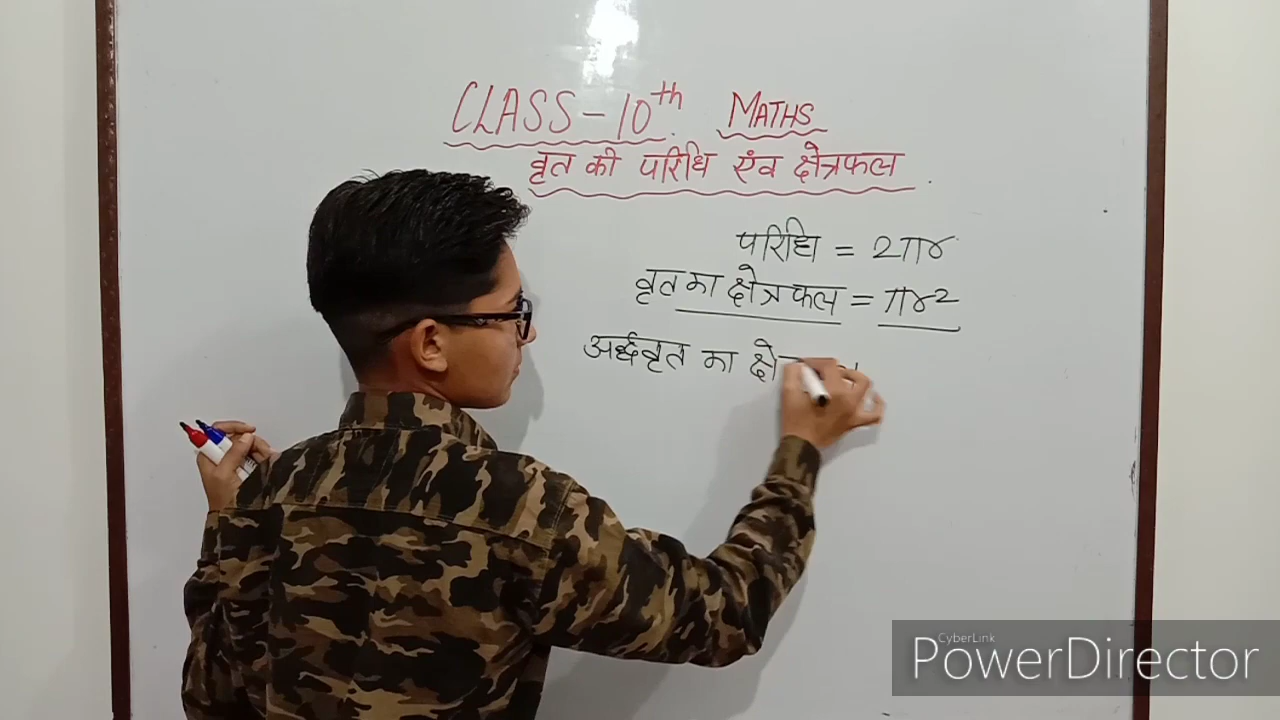 CLASS-10th MATHS
वृत की परिधि एंव क्षेत्रफल
परिधि = 2πr
वृत का क्षेत्रफल = πr²
अर्द्धवृत का
CyberLink
PowerDirector